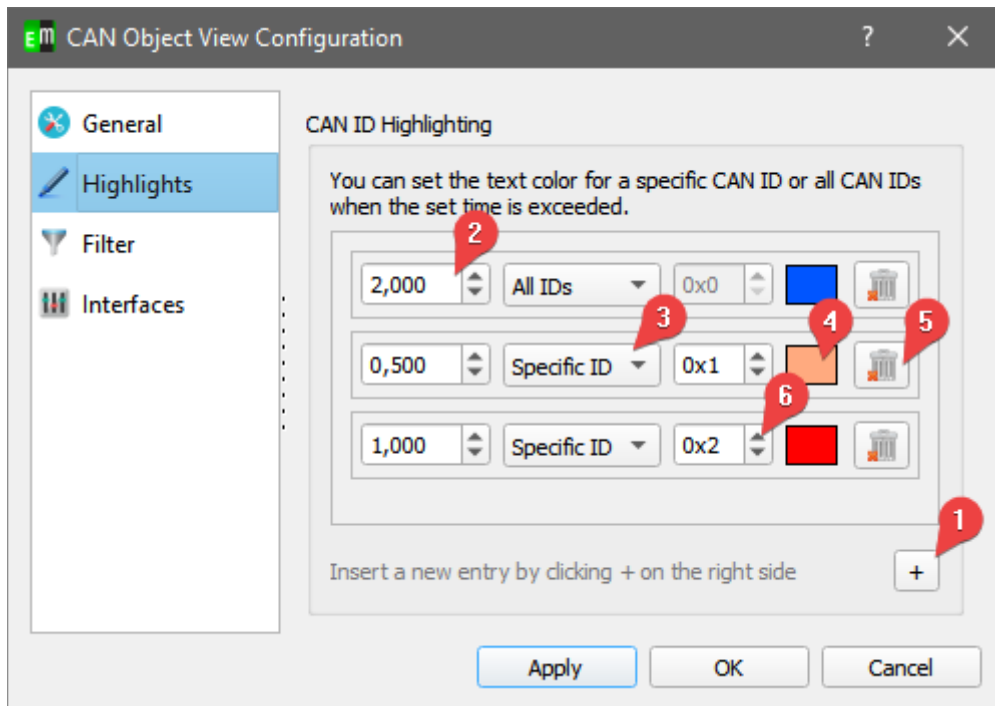 Em CAN Object View Configuration ? ×
General
Highlights
Filter
Interfaces
CAN ID Highlighting
You can set the text color for a specific CAN ID or all CAN IDs
when the set time is exceeded.
2
2,000 All IDs 0x0
3 4 5
0,500 Specific ID 0x1
6
1,000 Specific ID 0x2
1
Insert a new entry by clicking + on the right side +
Apply OK Cancel